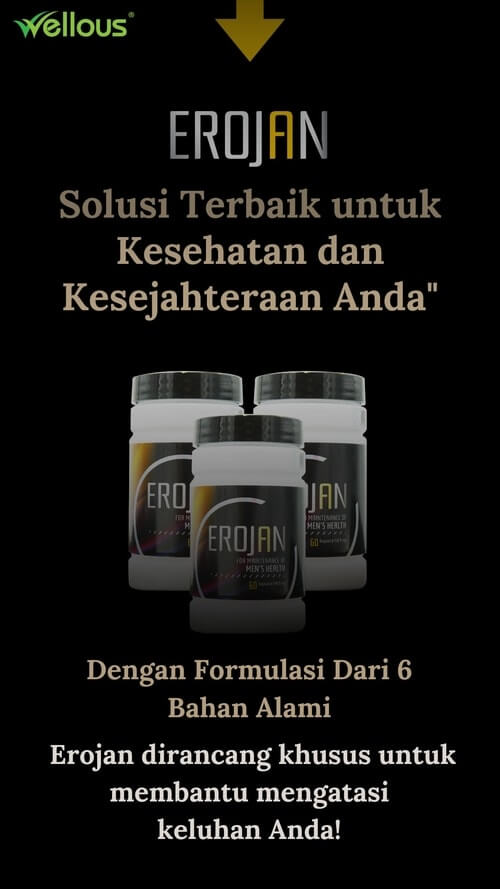 Wellous®
EROJAN
Solusi Terbaik untuk
Kesehatan dan
Kesejahteraan Anda"
EROJAN
FOR MAINTENANCE OF
MEN'S HEALTH
60
Dengan Formulasi Dari 6
Bahan Alami
Erojan dirancang khusus untuk
membantu mengatasi
keluhan Anda!